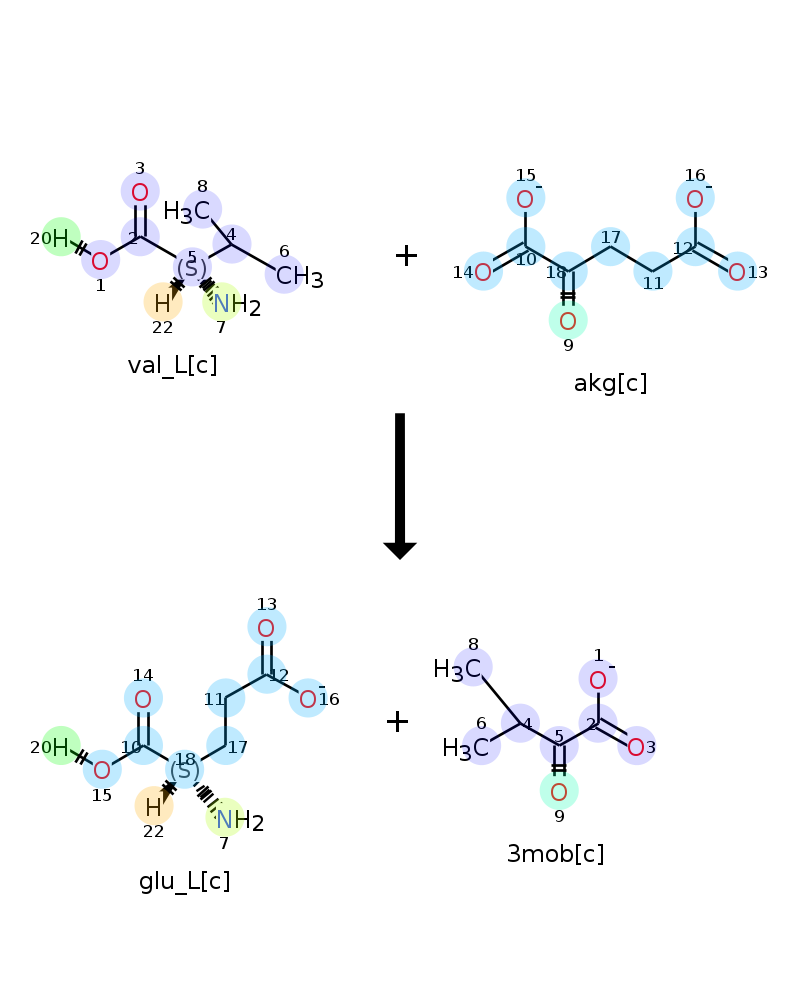 3
O
8
H3C
20H
2
4
O
1
5
(S)
6
CH3
H
22
NH2
7
val_L[c]
+
15
O-
16
O-
14O
10
18
17
11
12
O13
O
9
akg[c]
13
O
14
O
11
12
O-16
20H
10
17
O
15
18
(S)
H
22
NH2
7
glu_L[c]
+
8
H3C
1
O-
6
H3C
4
5
2
O3
O
9
3mob[c]